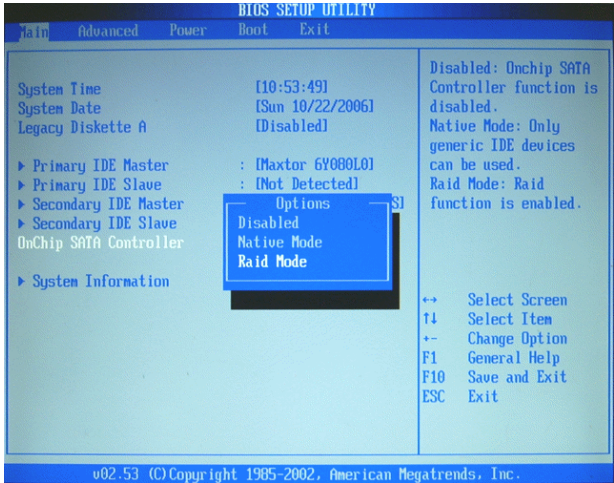 BIOS SETUP UTILITY
Main Advanced Power Boot Exit
System Time [10:53:49]
System Date [Sun 10/22/2006]
Legacy Diskette A [Disabled]
▶ Primary IDE Master : [Maxtor 6Y080L0]
▶ Primary IDE Slave : [Not Detected]
▶ Secondary IDE Master S]
▶ Secondary IDE Slave
OnChip SATA Controller
▶ System Information
Options
Disabled
Native Mode
Raid Mode
Disabled: Onchip SATA
Controller function is
disabled.
Native Mode: Only
generic IDE devices
can be used.
Raid Mode: Raid
function is enabled.
↔ Select Screen
↑↓ Select Item
+- Change Option
F1 General Help
F10 Save and Exit
ESC Exit
v02.53 (C)Copyright 1985-2002, American Megatrends, Inc.